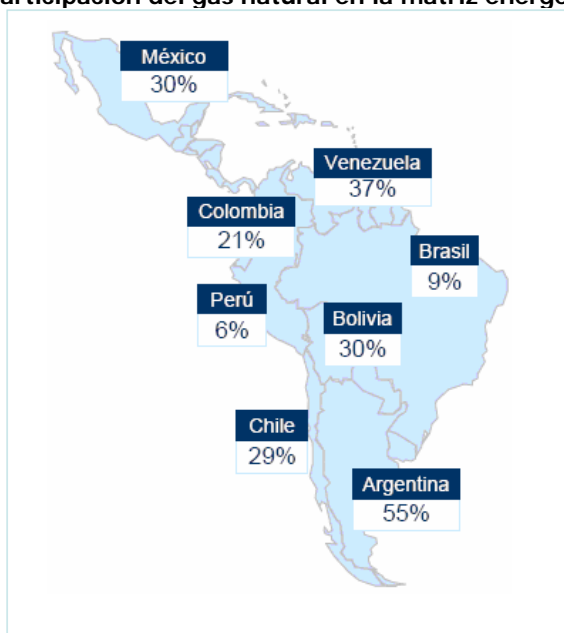 articipación del gas natural en la matriz energé
México
30%
Venezuela
37%
Colombia
21%
Brasil
9%
Perú
6%
Bolivia
30%
Chile
29%
Argentina
55%